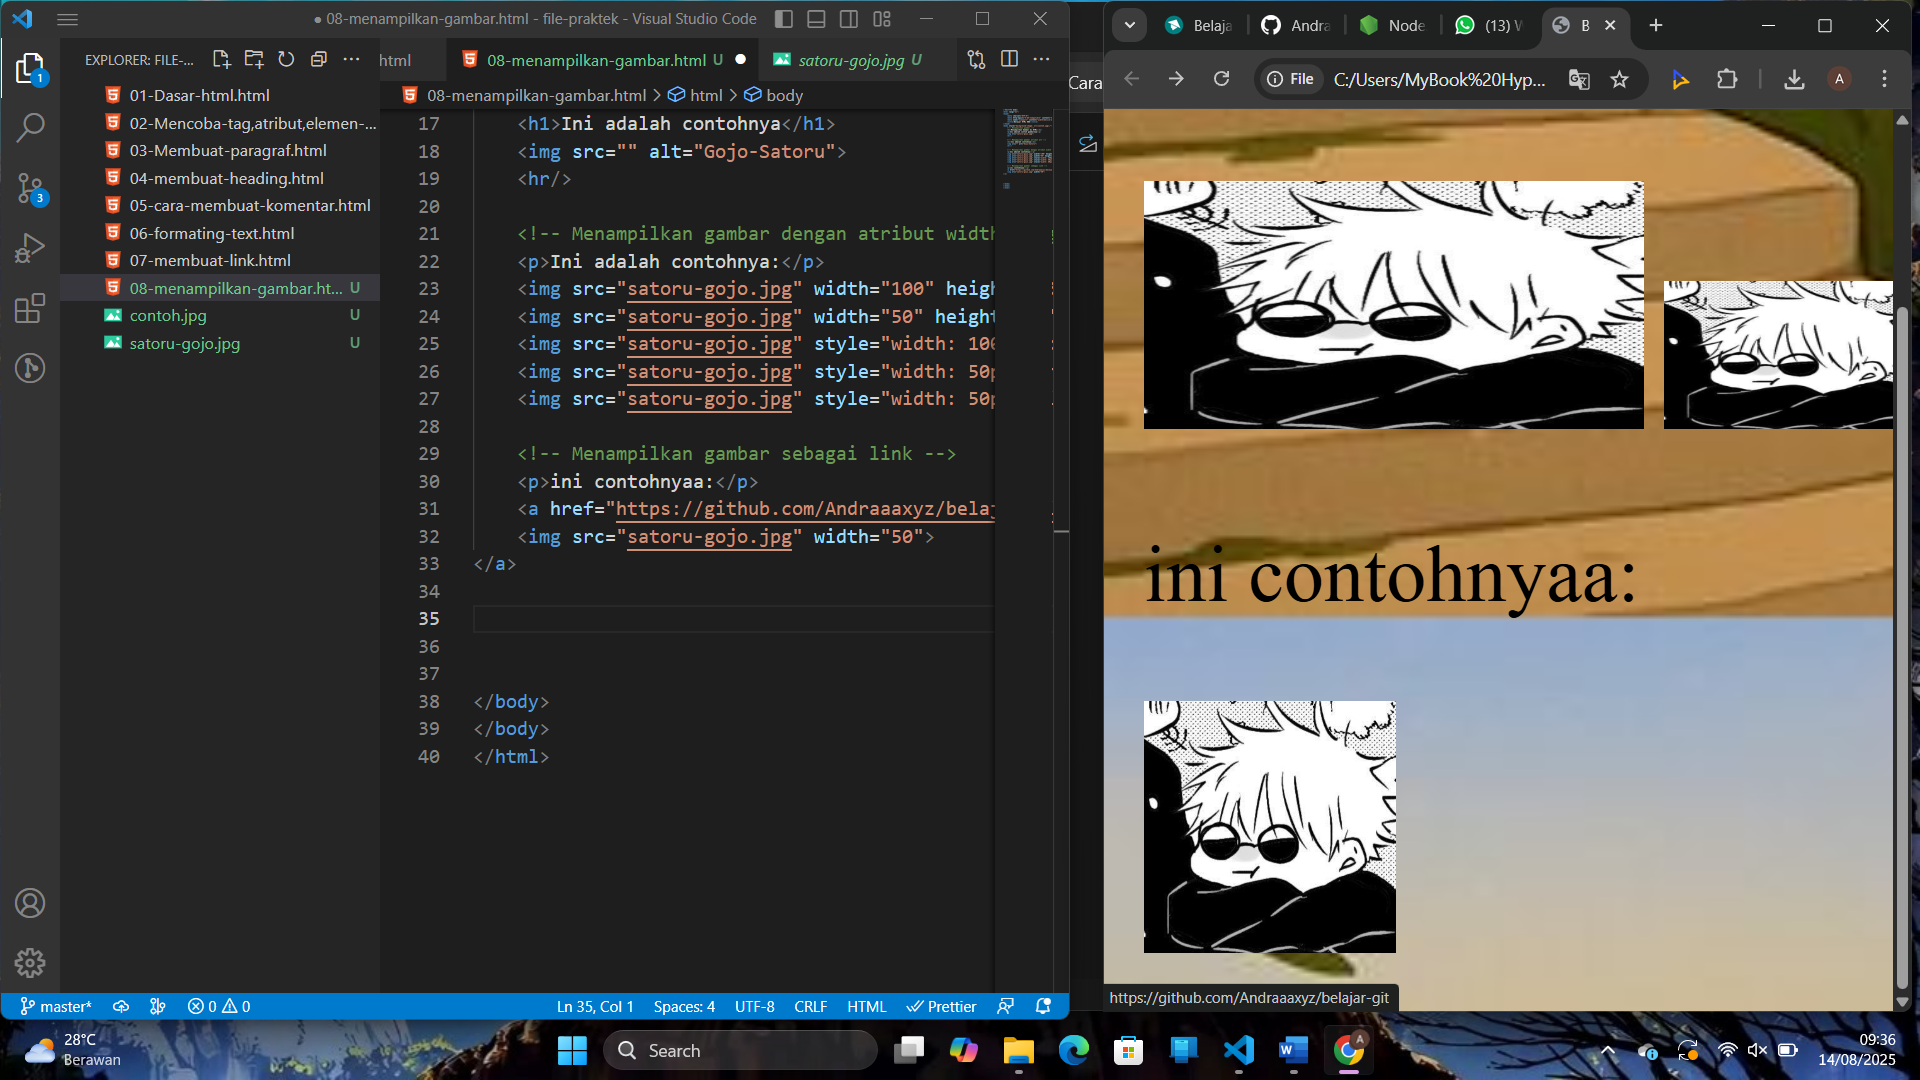 08-menampilkan-gambar.html - file-praktek - Visual Studio Code
EXPLORER: FILE-...
01-Dasar-html.html
02-Mencoba-tag,atribut,elemen-...
03-Membuat-paragraf.html
04-membuat-heading.html
05-cara-membuat-komentar.html
06-formating-text.html
07-membuat-link.html
08-menampilkan-gambar.ht... U
contoh.jpg U
satoru-gojo.jpg U
1
3
html
08-menampilkan-gambar.html U
satoru-gojo.jpg U
08-menampilkan-gambar.html > html > body
17 <h1>Ini adalah contohnya</h1>
18 <img src="" alt="Gojo-Satoru">
19 <hr/>
20
21 <!-- Menampilkan gambar dengan atribut width
22 <p>Ini adalah contohnya:</p>
23 <img src="satoru-gojo.jpg" width="100" heigh
24 <img src="satoru-gojo.jpg" width="50" height
25 <img src="satoru-gojo.jpg" style="width: 100
26 <img src="satoru-gojo.jpg" style="width: 50p
27 <img src="satoru-gojo.jpg" style="width: 50p
28
29 <!-- Menampilkan gambar sebagai link -->
30 <p>ini contohnyaa:</p>
31 <a href="https://github.com/Andraaaxyz/belaj
32 <img src="satoru-gojo.jpg" width="50">
33 </a>
34
35
36
37
38 </body>
39 </body>
40 </html>
master* 0 0 Ln 35, Col 1 Spaces: 4 UTF-8 CRLF HTML Prettier
Cara
Belaja
Andra
Node
(13) W
B
File C:/Users/MyBook%20Hyp...
A
ini contohnyaa:
https://github.com/Andraaaxyz/belajar-git
28°C
Berawan
Search
09:36
14/08/2025